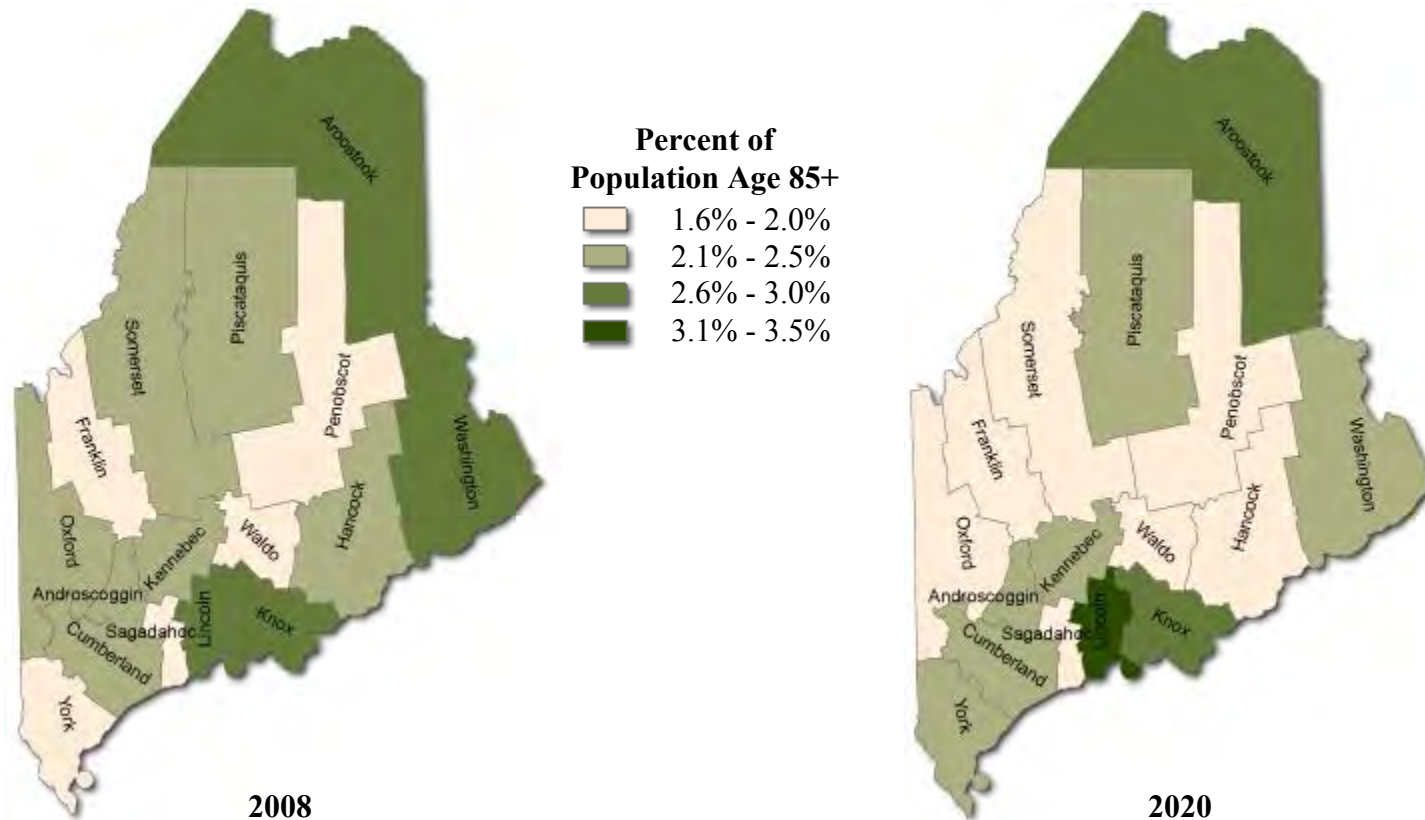 Percent of
Population Age 85+
1.6% - 2.0%
2.1% - 2.5%
2.6% - 3.0%
3.1% - 3.5%
Aroostook
Piscataquis
Somerset
Penobscot
Franklin
Washington
Hancock
Oxford
Waldo
Kennebec
Androscoggin
Lincoln
Knox
Sagadahoc
Cumberland
York
2008
Aroostook
Piscataquis
Somerset
Penobscot
Franklin
Washington
Hancock
Oxford
Waldo
Kennebec
Androscoggin
Lincoln
Knox
Sagadahoc
Cumberland
York
2020